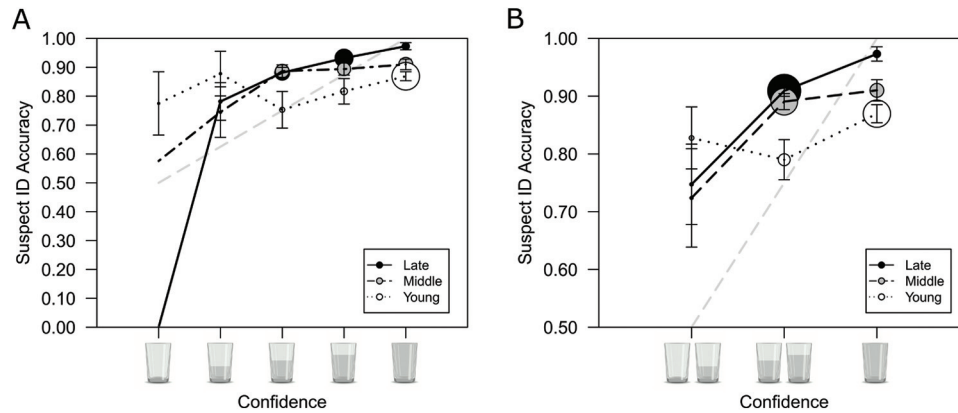 A
Suspect ID Accuracy
1.00
0.90
0.80
0.70
0.60
0.50
0.40
0.30
0.20
0.10
0.00
Late
Middle
Young
Confidence
B
Suspect ID Accuracy
1.00
0.90
0.80
0.70
0.60
0.50
Late
Middle
Young
Confidence